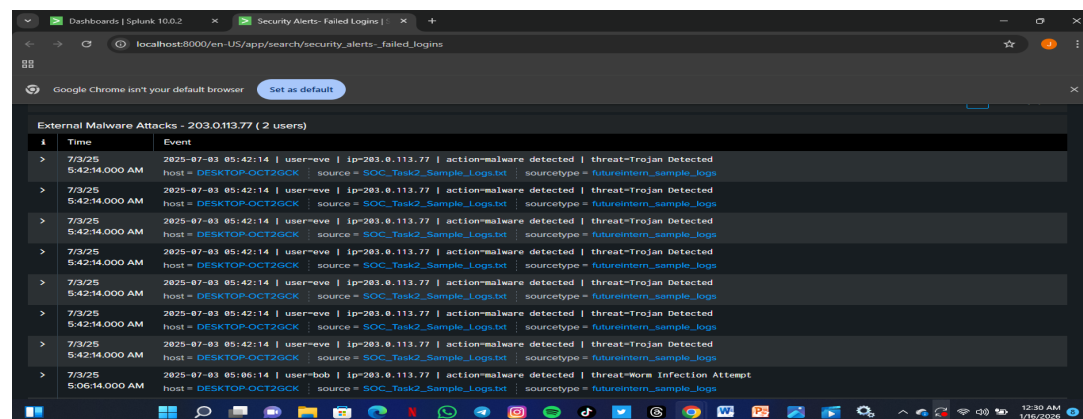 Dashboards | Splunk 10.0.2
Security Alerts- Failed Logins | S
localhost:8000/en-US/app/search/security_alerts-_failed_logins
J
Google Chrome isn't your default browser Set as default
External Malware Attacks - 203.0.113.77 ( 2 users)
i Time Event
7/3/25 2025-07-03 05:42:14 | user=eve | ip=203.0.113.77 | action=malware detected | threat=Trojan Detected
5:42:14.000 AM host = DESKTOP-OCT2GCK source = SOC_Task2_Sample_Logs.txt sourcetype = futureintern_sample_logs
7/3/25 2025-07-03 05:42:14 | user=eve | ip=203.0.113.77 | action=malware detected | threat=Trojan Detected
5:42:14.000 AM host = DESKTOP-OCT2GCK source = SOC_Task2_Sample_Logs.txt sourcetype = futureintern_sample_logs
7/3/25 2025-07-03 05:42:14 | user=eve | ip=203.0.113.77 | action=malware detected | threat=Trojan Detected
5:42:14.000 AM host = DESKTOP-OCT2GCK source = SOC_Task2_Sample_Logs.txt sourcetype = futureintern_sample_logs
7/3/25 2025-07-03 05:42:14 | user=eve | ip=203.0.113.77 | action=malware detected | threat=Trojan Detected
5:42:14.000 AM host = DESKTOP-OCT2GCK source = SOC_Task2_Sample_Logs.txt sourcetype = futureintern_sample_logs
7/3/25 2025-07-03 05:42:14 | user=eve | ip=203.0.113.77 | action=malware detected | threat=Trojan Detected
5:42:14.000 AM host = DESKTOP-OCT2GCK source = SOC_Task2_Sample_Logs.txt sourcetype = futureintern_sample_logs
7/3/25 2025-07-03 05:42:14 | user=eve | ip=203.0.113.77 | action=malware detected | threat=Trojan Detected
5:42:14.000 AM host = DESKTOP-OCT2GCK source = SOC_Task2_Sample_Logs.txt sourcetype = futureintern_sample_logs
7/3/25 2025-07-03 05:42:14 | user=eve | ip=203.0.113.77 | action=malware detected | threat=Trojan Detected
5:42:14.000 AM host = DESKTOP-OCT2GCK source = SOC_Task2_Sample_Logs.txt sourcetype = futureintern_sample_logs
7/3/25 2025-07-03 05:06:14 | user=bob | ip=203.0.113.77 | action=malware detected | threat=Worm Infection Attempt
5:06:14.000 AM host = DESKTOP-OCT2GCK source = SOC_Task2_Sample_Logs.txt sourcetype = futureintern_sample_logs
12:30 AM
1/16/2026